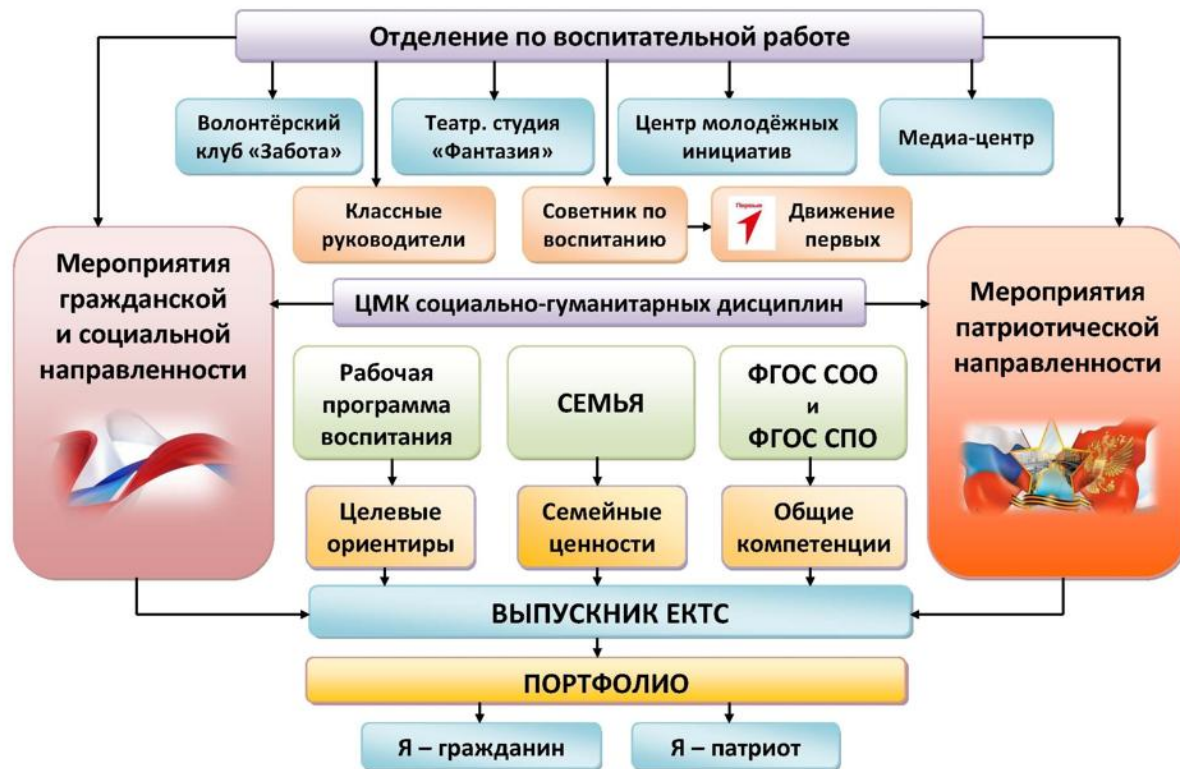 Отделение по воспитательной работе
Волонтёрский
клуб «Забота»
Театр. студия
«Фантазия»
Центр молодёжных
инициатив
Медиа-центр
Классные
руководители
Советник по
воспитанию
Первые
Движение
первых
Мероприятия
гражданской
и социальной
направленности
ЦМК социально-гуманитарных дисциплин
Мероприятия
патриотической
направленности
Рабочая
программа
воспитания
СЕМЬЯ
ФГОС СОО
и
ФГОС СПО
Целевые
ориентиры
Семейные
ценности
Общие
компетенции
ВЫПУСКНИК ЕКТС
ПОРТФОЛИО
Я – гражданин
Я – патриот